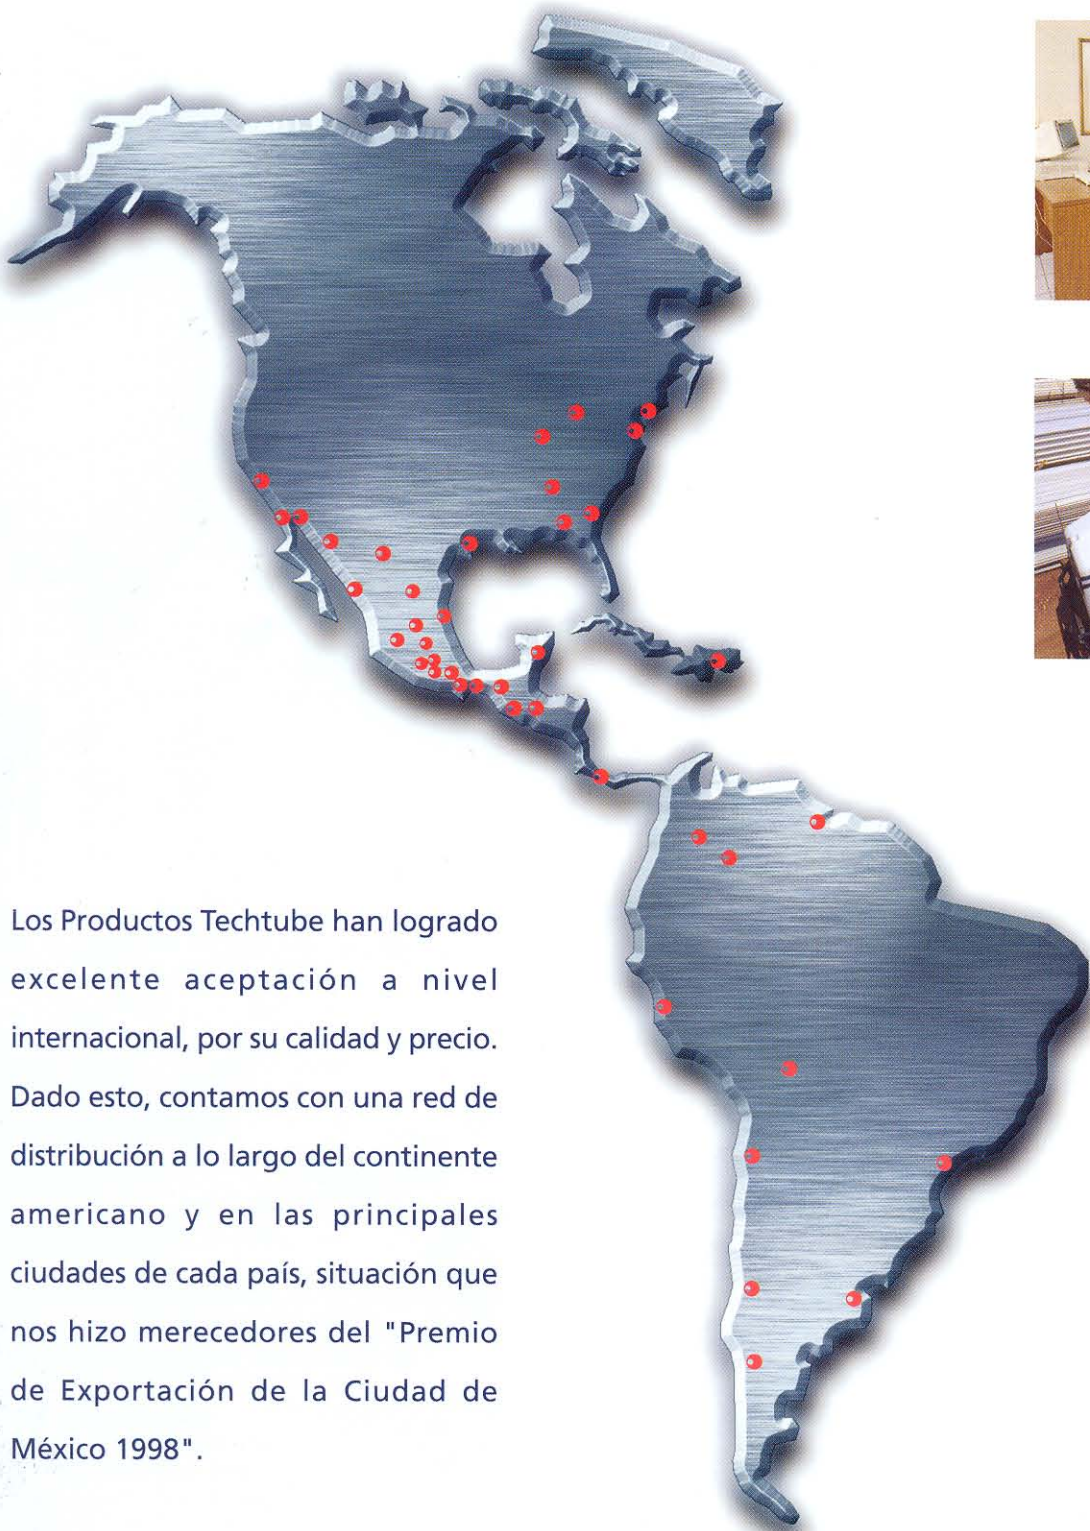 Los Productos Techtube han logrado
excelente aceptación a nivel
internacional, por su calidad y precio.
Dado esto, contamos con una red de
distribución a lo largo del continente
americano y en las principales
ciudades de cada país, situación que
nos hizo merecedores del "Premio
de Exportación de la Ciudad de
México 1998".